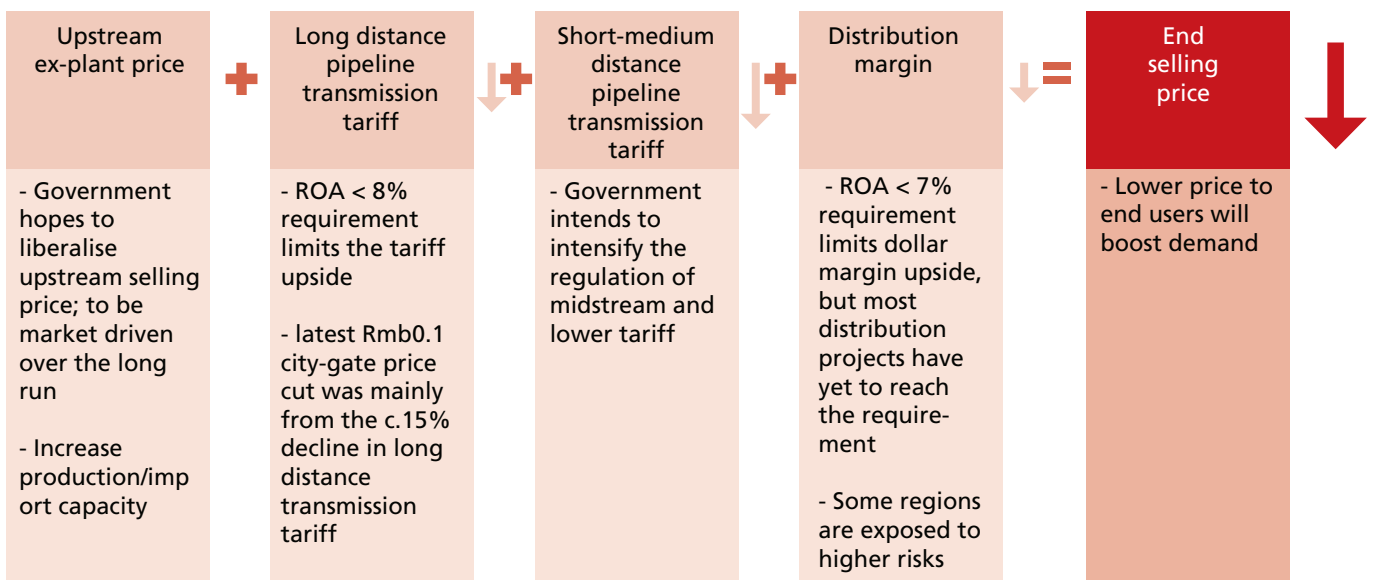 Upstream
ex-plant price
- Government
hopes to
liberalise
upstream selling
price; to be
market driven
over the long
run
- Increase
production/imp
ort capacity
+
Long distance
pipeline
transmission
tariff
- ROA < 8%
requirement
limits the tariff
upside
- latest Rmb0.1
city-gate price
cut was mainly
from the c.15%
decline in long
distance
transmission
tariff
+
Short-medium
distance
pipeline
transmission
tariff
- Government
intends to
intensify the
regulation of
midstream and
lower tariff
+
Distribution
margin
- ROA < 7%
requirement
limits dollar
margin upside,
but most
distribution
projects have
yet to reach
the require-
ment
- Some regions
are exposed to
higher risks
=
End
selling
price
- Lower price to
end users will
boost demand